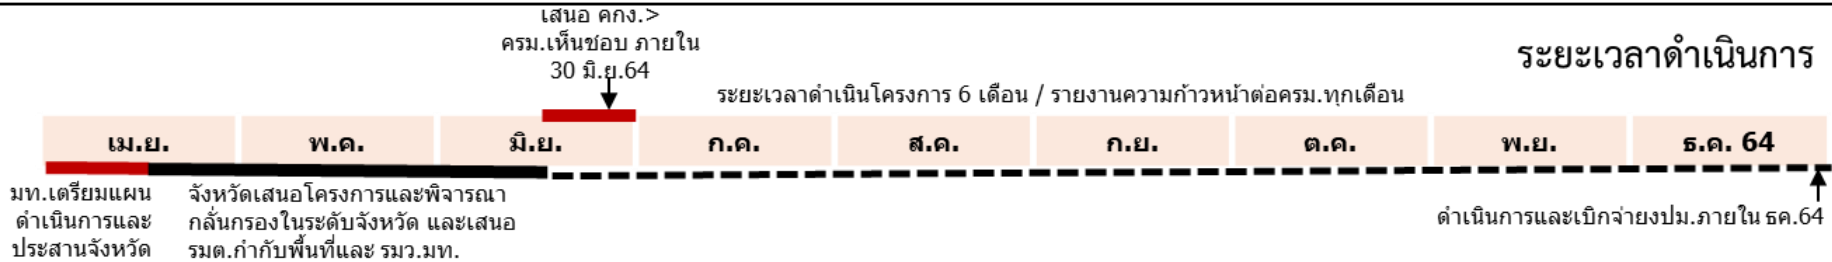 เสนอ คกง.>
ครม.เห็นชอบ ภายใน
30 มิ.ย.64
ระยะเวลาดำเนินการ
ระยะเวลาดำเนินโครงการ 6 เดือน / รายงานความก้าวหน้าต่อครม.ทุกเดือน
เม.ย. พ.ค. มิ.ย. ก.ค. ส.ค. ก.ย. ต.ค. พ.ย. ธ.ค. 64
มท.เตรียมแผน
ดำเนินการและ
ประสานจังหวัด
จังหวัดเสนอโครงการและพิจารณา
กลั่นกรองในระดับจังหวัด และเสนอ
รมต.กำกับพื้นที่และ รมว.มท.
ดำเนินการและเบิกจ่ายงปม.ภายใน ธค.64